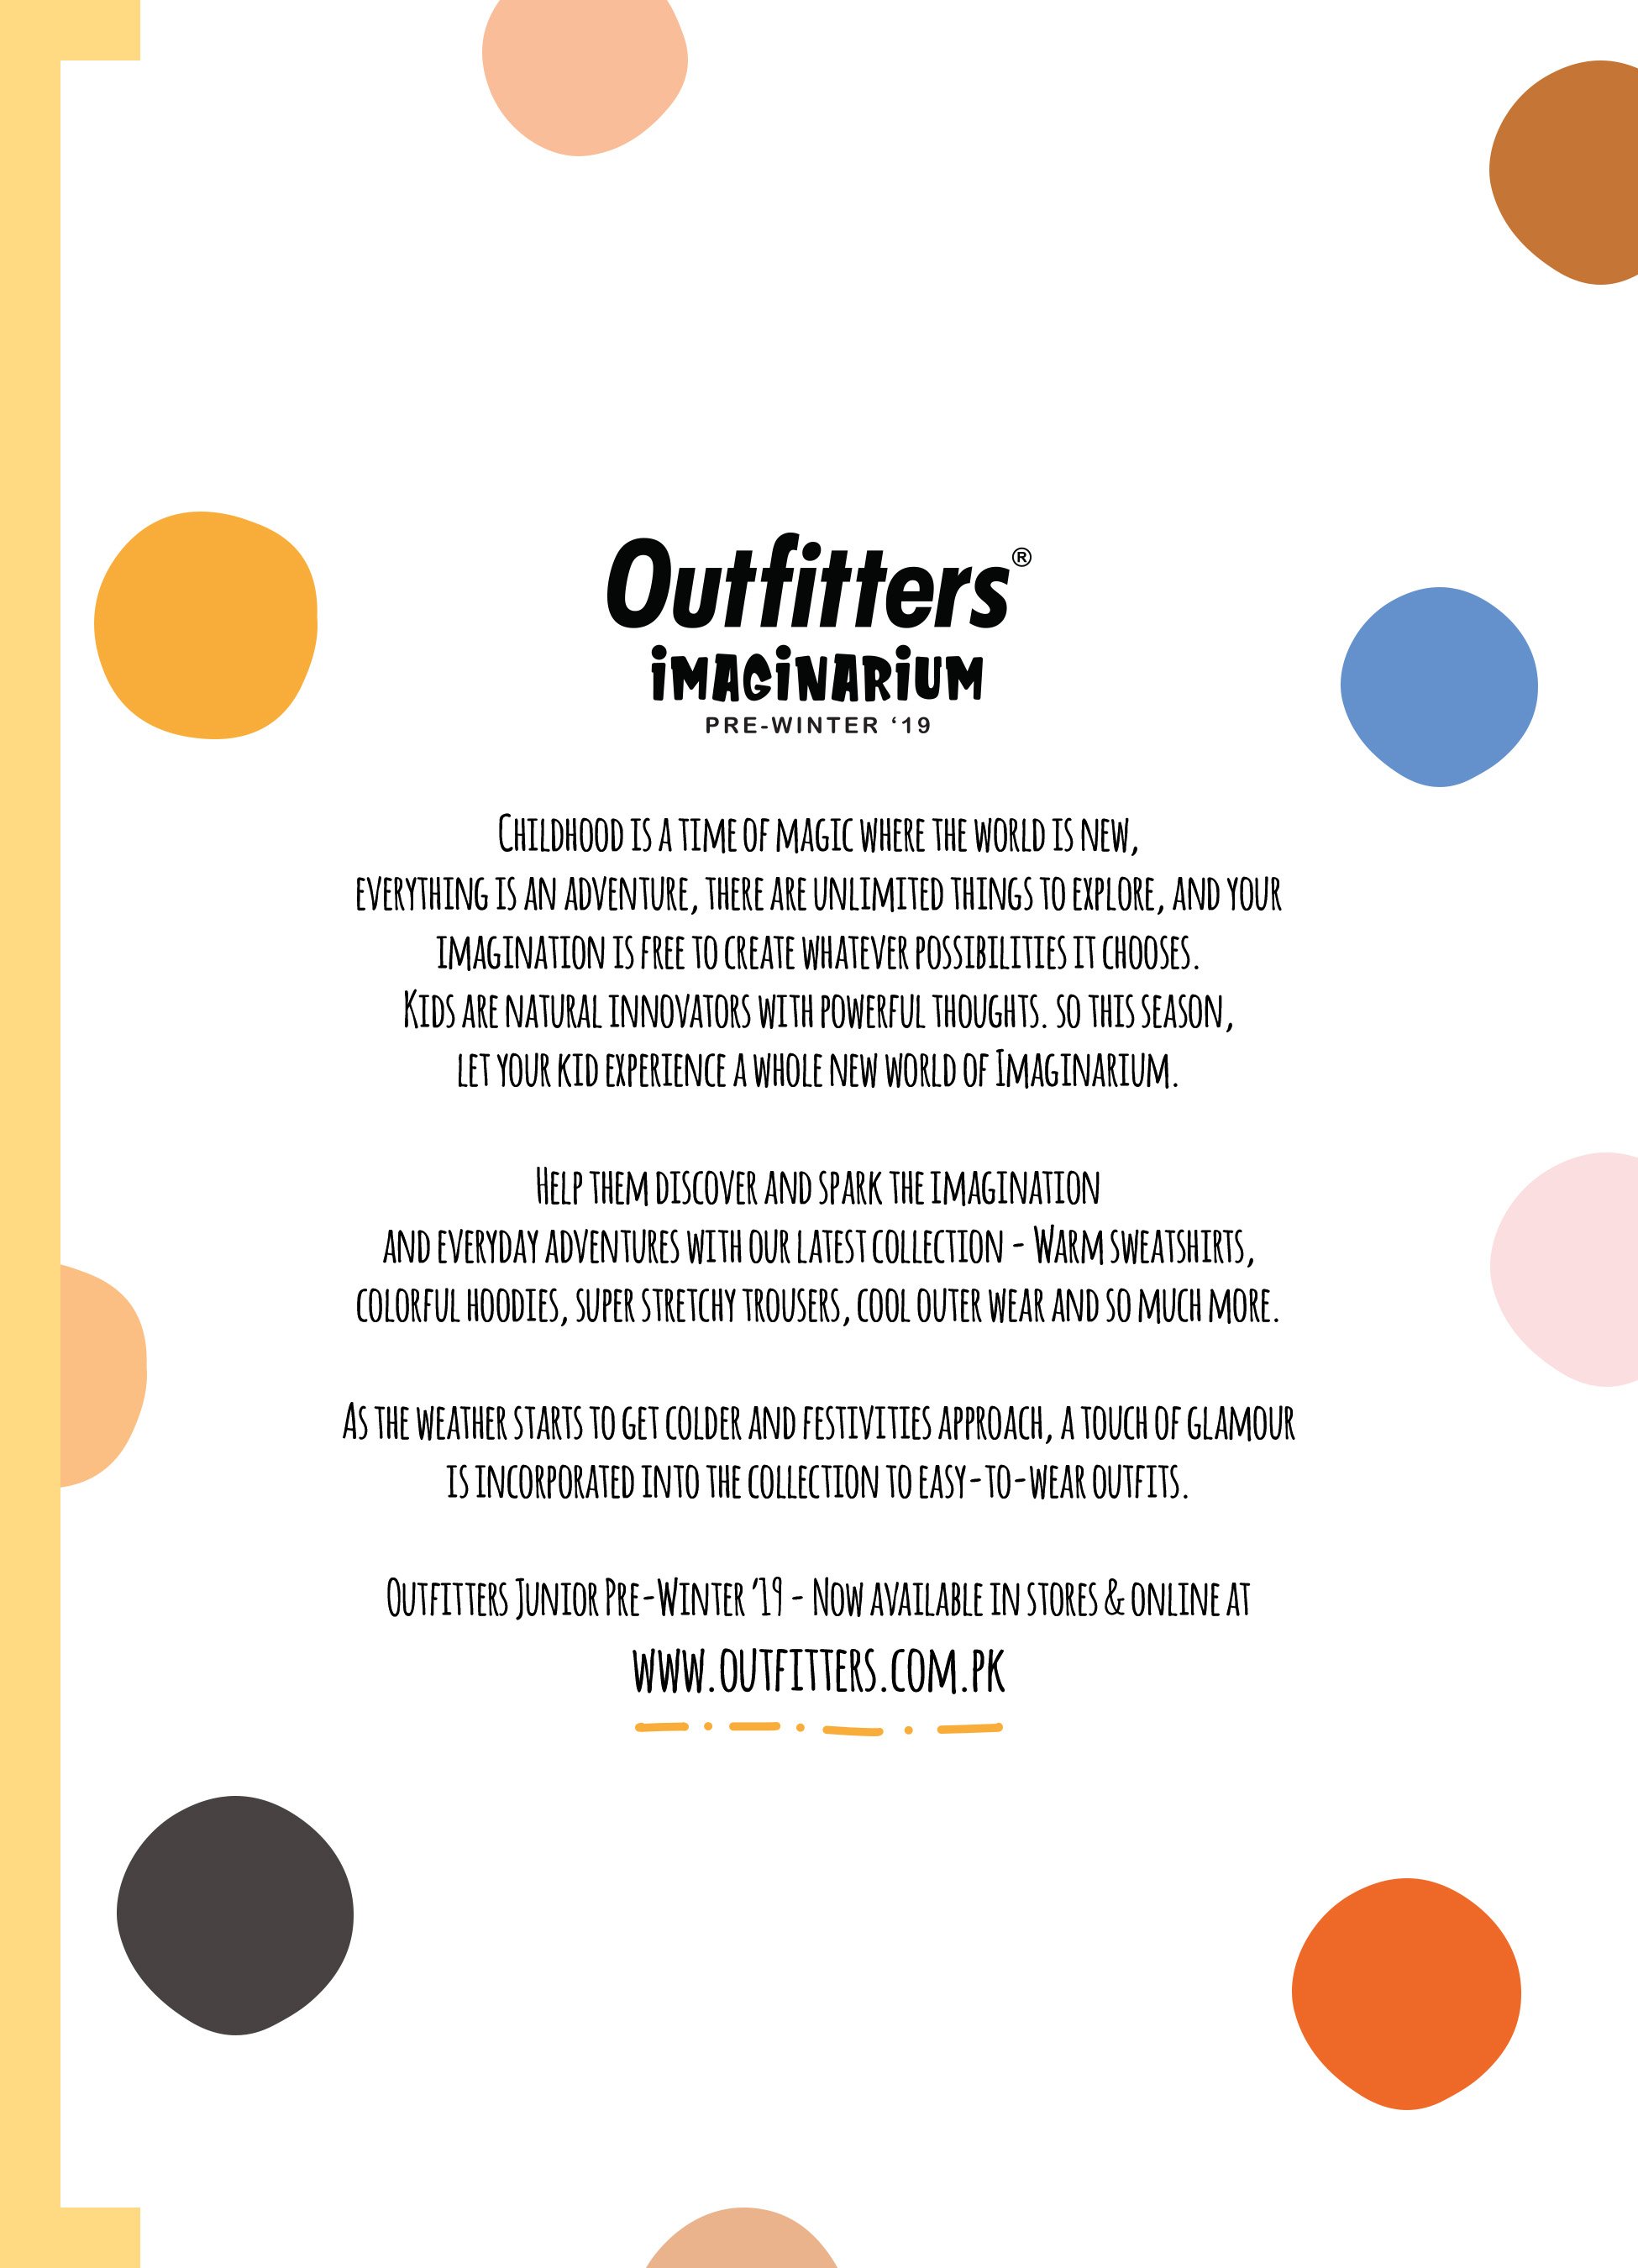 Outfitters®
iMAGiNARiUM
PRE-WINTER ‘19
Childhood is a time of magic where the world is new,
everything is an adventure, there are unlimited things to explore, and your
imagination is free to create whatever possibilities it chooses.
Kids are natural innovators with powerful thoughts. so this season,
let your kid experience a whole new world of Imaginarium.
Help them discover and spark the imagination
and everyday adventures with our latest collection - Warm sweatshirts,
colorful hoodies, super stretchy trousers, cool outer wear and so much more.
As the weather starts to get colder and festivities approach, a touch of glamour
is incorporated into the collection to easy-to-wear outfits.
Outfitters Junior Pre-Winter ’19 - Now available in stores & online at
www.outfitters.com.pk